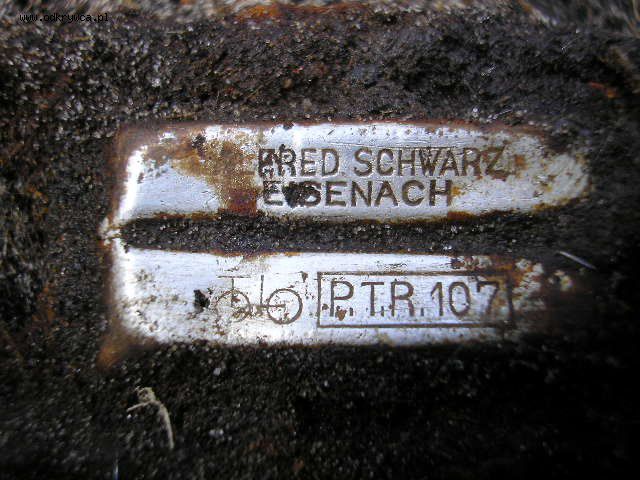 www.odkrywca.pl
FRED. SCHWARZ
EISENACH
P.T.R. 107